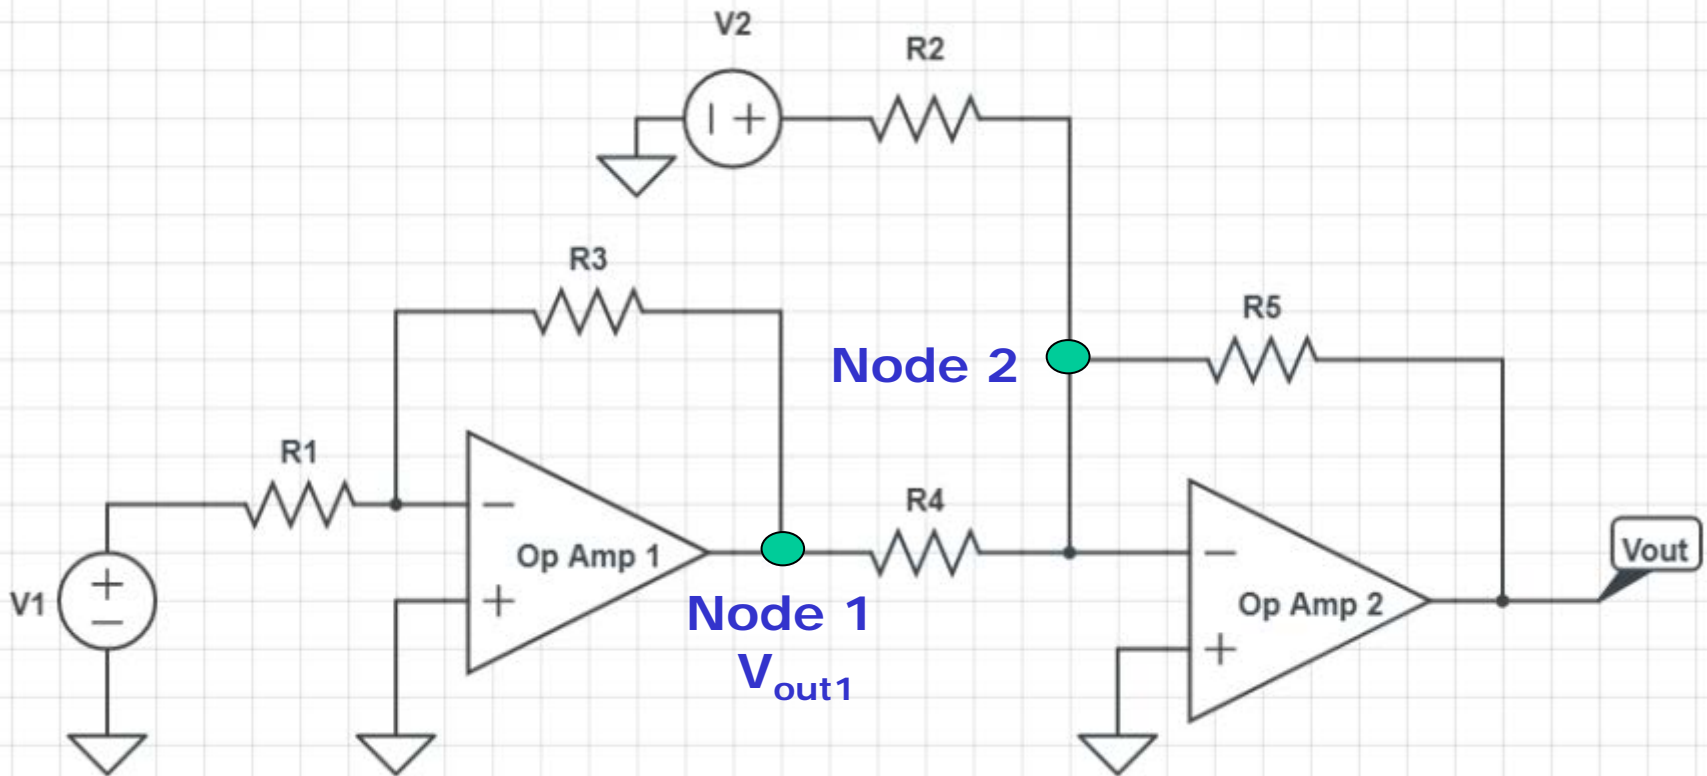 V2
R2
R3
R5
Node 2
R1
R4
Op Amp 1
Vout
V1
Node 1
Op Amp 2
Vout1